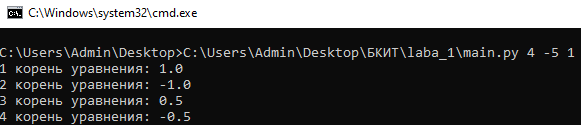 C:\Windows\system32\cmd.exe
C:\Users\Admin\Desktop>C:\Users\Admin\Desktop\БКИТ\laba_1\main.py 4 -5 1
1 корень уравнения: 1.0
2 корень уравнения: -1.0
3 корень уравнения: 0.5
4 корень уравнения: -0.5